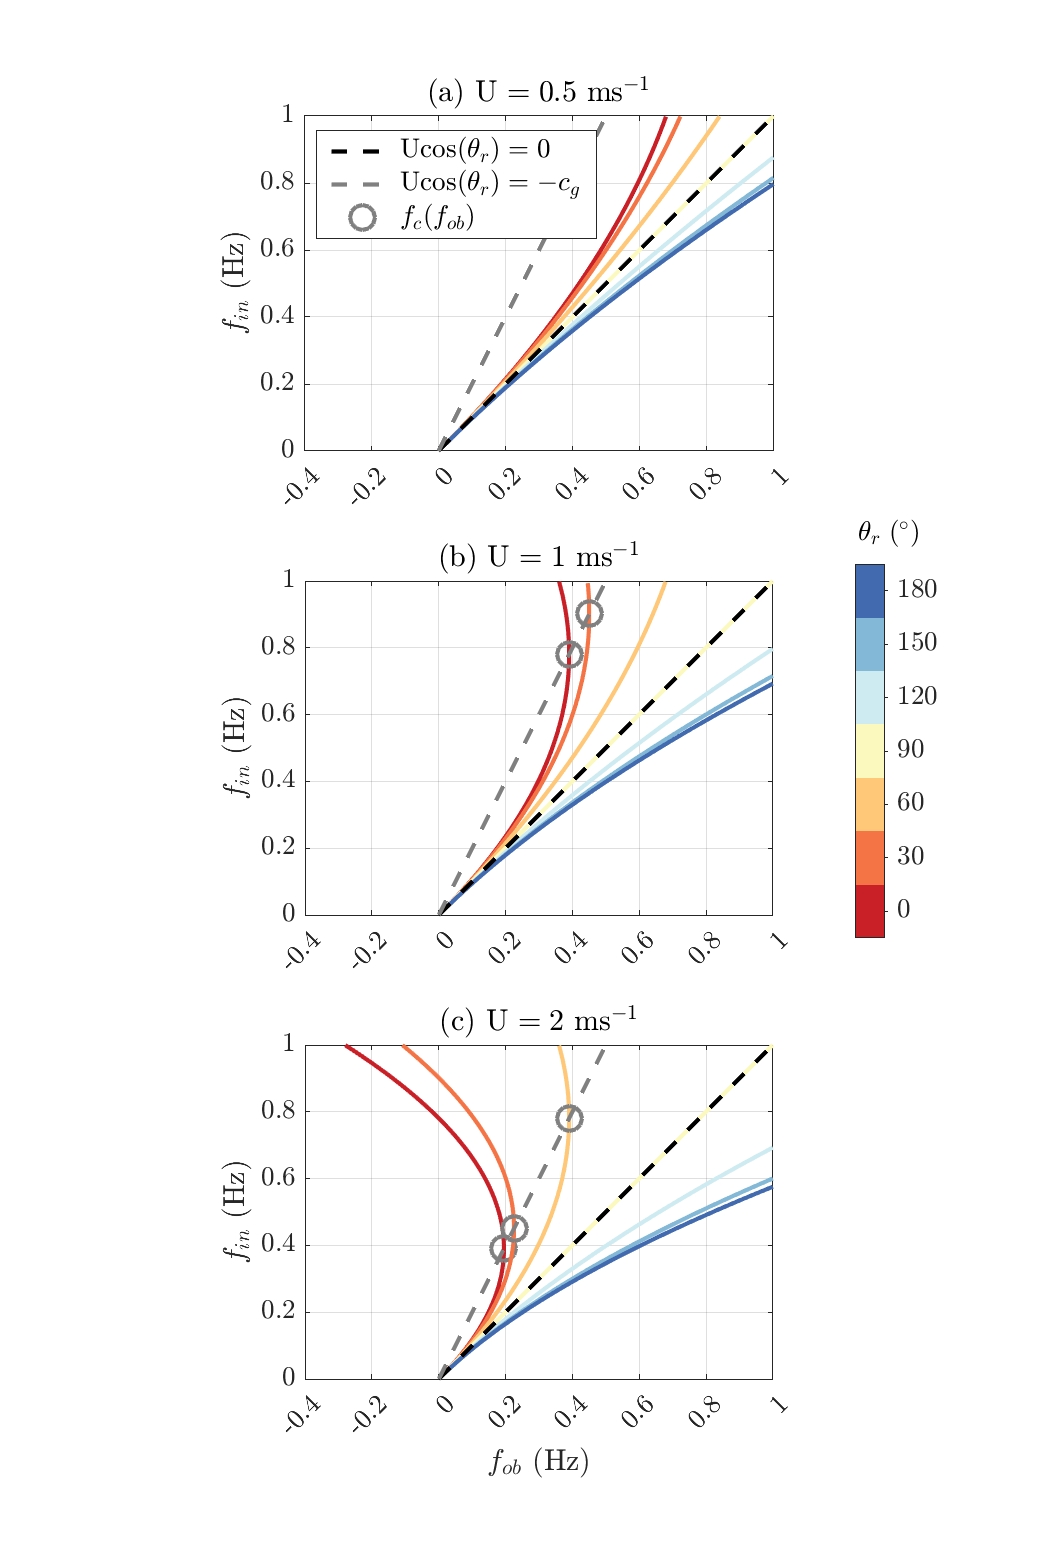 (a) U = 0.5 ms⁻¹
Ucos(θ_r) = 0
Ucos(θ_r) = −c_g
f_c(f_ob)
f_in (Hz)
1
0.8
0.6
0.4
0.2
0
-0.4 -0.2 0 0.2 0.4 0.6 0.8 1
(b) U = 1 ms⁻¹
f_in (Hz)
1
0.8
0.6
0.4
0.2
0
-0.4 -0.2 0 0.2 0.4 0.6 0.8 1
θ_r (°)
180
150
120
90
60
30
0
(c) U = 2 ms⁻¹
f_in (Hz)
1
0.8
0.6
0.4
0.2
0
-0.4 -0.2 0 0.2 0.4 0.6 0.8 1
f_ob (Hz)